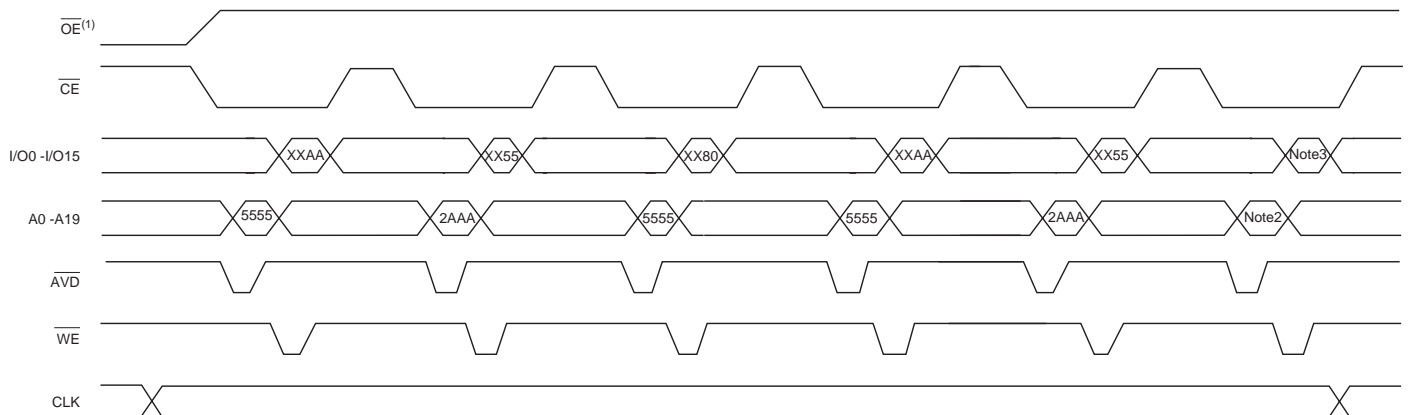 OE(1)
CE
I/O0 -I/O15 XXAA XX55 XX80 XXAA XX55 Note3
A0 -A19 5555 2AAA 5555 5555 2AAA Note2
AVD
WE
CLK